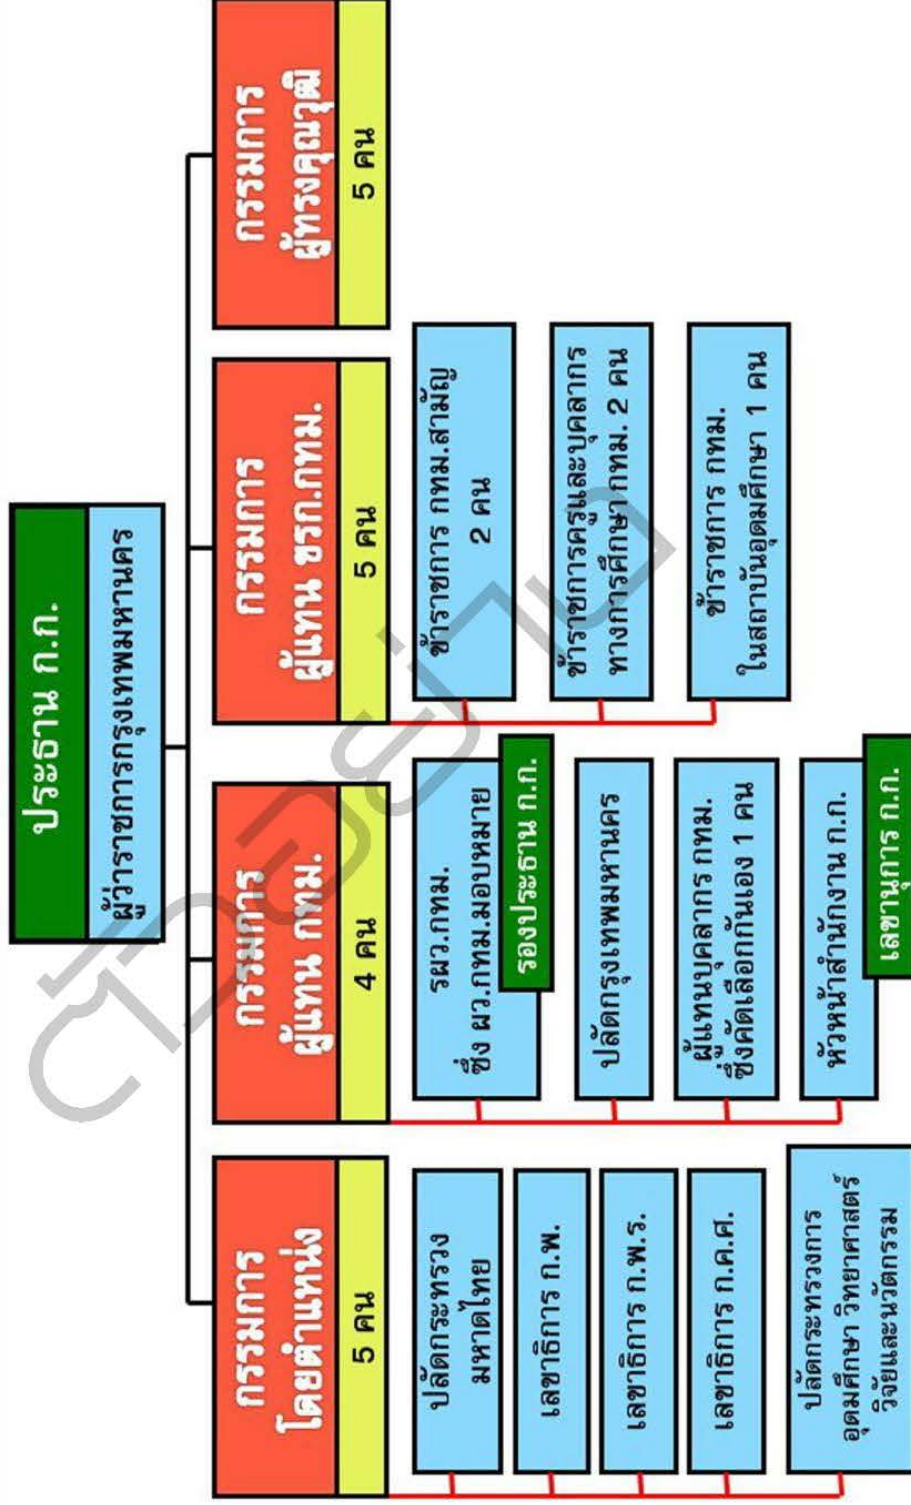 ประธาน ก.ก.
ผู้ว่าราชการกรุงเทพมหานคร
กรรมการ
โดยตำแหน่ง
5 คน
ปลัดกระทรวง
มหาดไทย
เลขาธิการ ก.พ.
เลขาธิการ ก.พ.ร.
เลขาธิการ ก.ค.ศ.
ปลัดกระทรวงการ
อุดมศึกษา วิทยาศาสตร์
วิจัยและนวัตกรรม
กรรมการ
ผู้แทน กทม.
4 คน
รผว.กทม.
ซึ่ง ผว.กทม.มอบหมาย
รองประธาน ก.ก.
ปลัดกรุงเทพมหานคร
ผู้แทนบุคลากร กทม.
ซึ่งคัดเลือกกันเอง 1 คน
หัวหน้าสำนักงาน ก.ก.
เลขานุการ ก.ก.
กรรมการ
ผู้แทน ขรก.กทม.
5 คน
ข้าราชการ กทม.สามัญ
2 คน
ข้าราชการครูและบุคลากร
ทางการศึกษา กทม. 2 คน
ข้าราชการ กทม.
ในสถาบันอุดมศึกษา 1 คน
กรรมการ
ผู้ทรงคุณวุฒิ
5 คน
ตัวอย่าง